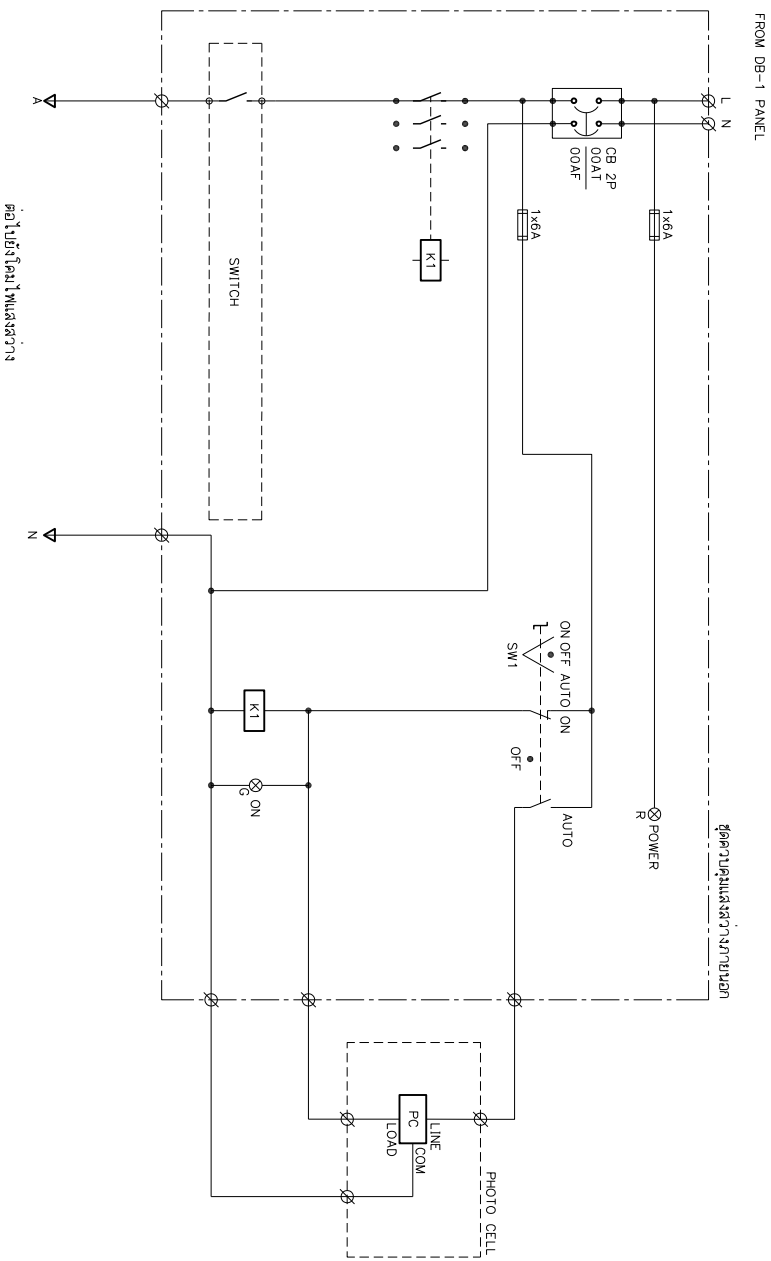 FROM DB-1 PANEL
ชุดควบคุมแสงสว่างภายนอก
L
N
1x6A
R
POWER
CB 2P
00AT
00AF
1x6A
ON OFF AUTO
SW1
ON
OFF
AUTO
K1
K1
ON
G
SWITCH
PHOTO CELL
LINE
PC
COM
LOAD
A
N
ต่อไปยังโคมไฟแสงสว่าง